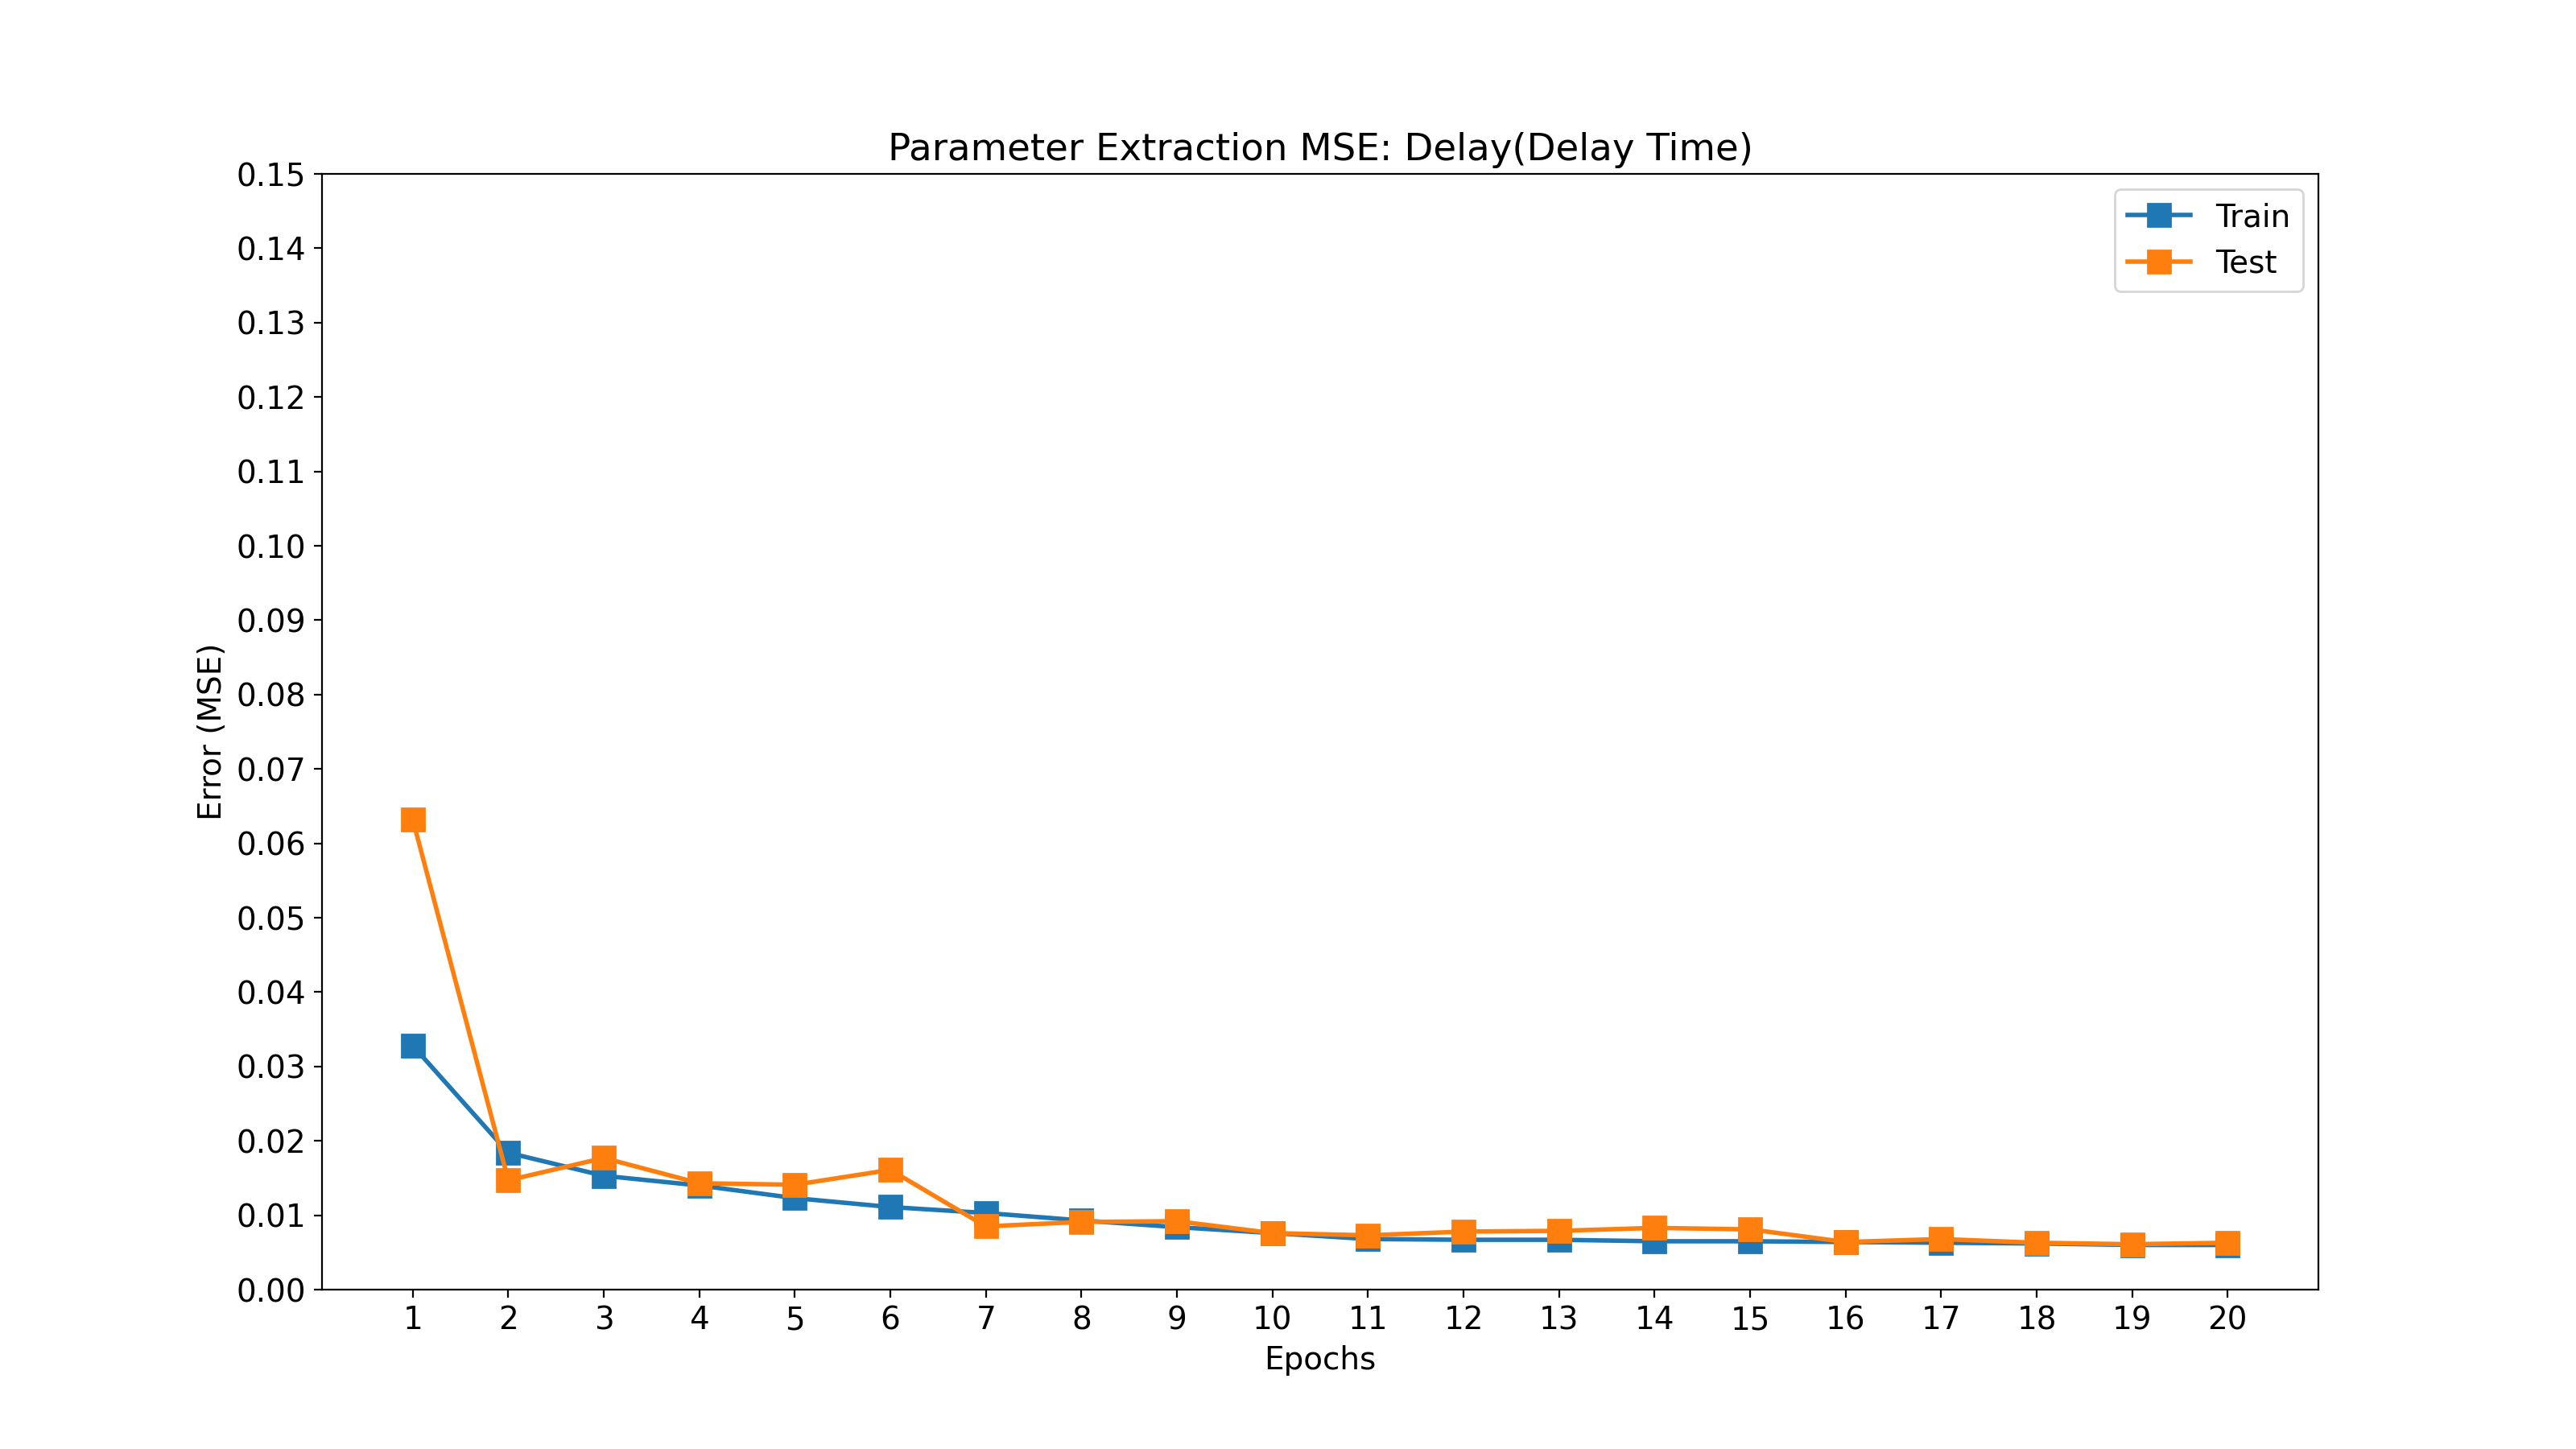 Parameter Extraction MSE: Delay(Delay Time)
0.15
0.14
0.13
0.12
0.11
0.10
0.09
0.08
0.07
0.06
0.05
0.04
0.03
0.02
0.01
0.00
Error (MSE)
Train
Test
1 2 3 4 5 6 7 8 9 10 11 12 13 14 15 16 17 18 19 20
Epochs